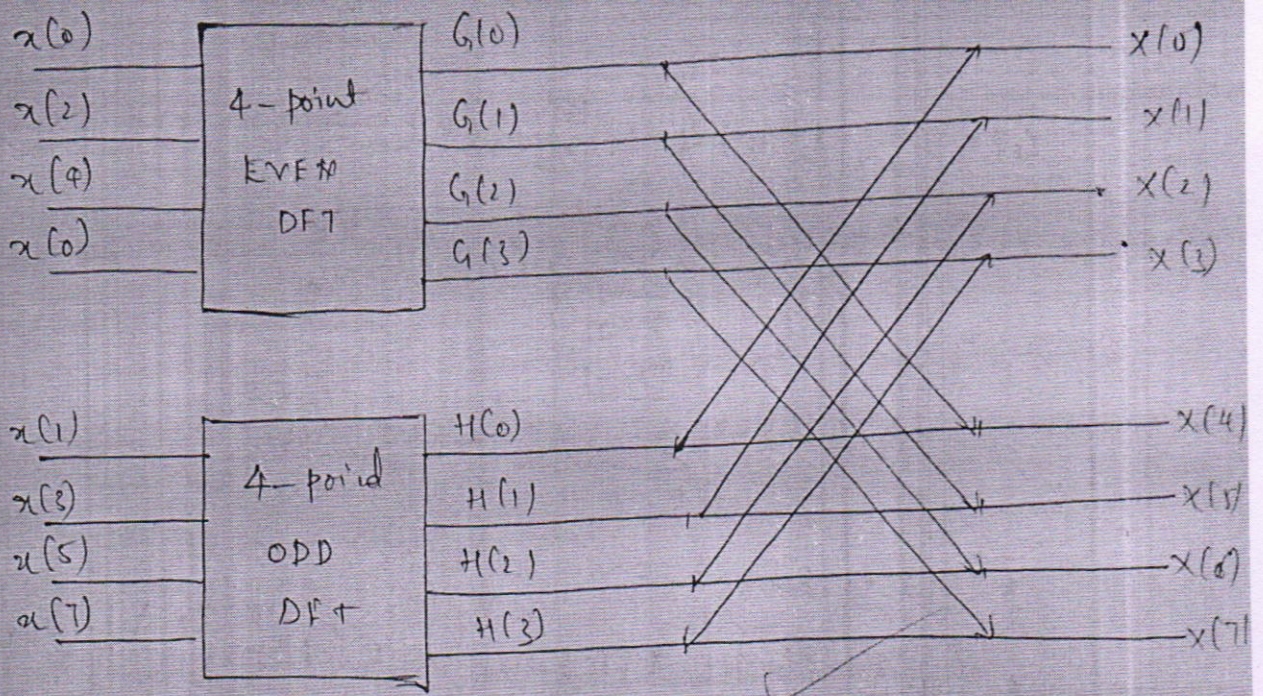 x(0) G(0) X(0)
x(2) 4-point G(1) X(1)
x(4) EVEN G(2) X(2)
x(0) DFT G(3) X(3)
x(1) H(0) X(4)
x(3) 4-point H(1) X(5)
x(5) ODD H(2) X(6)
x(7) DFT H(3) X(7)